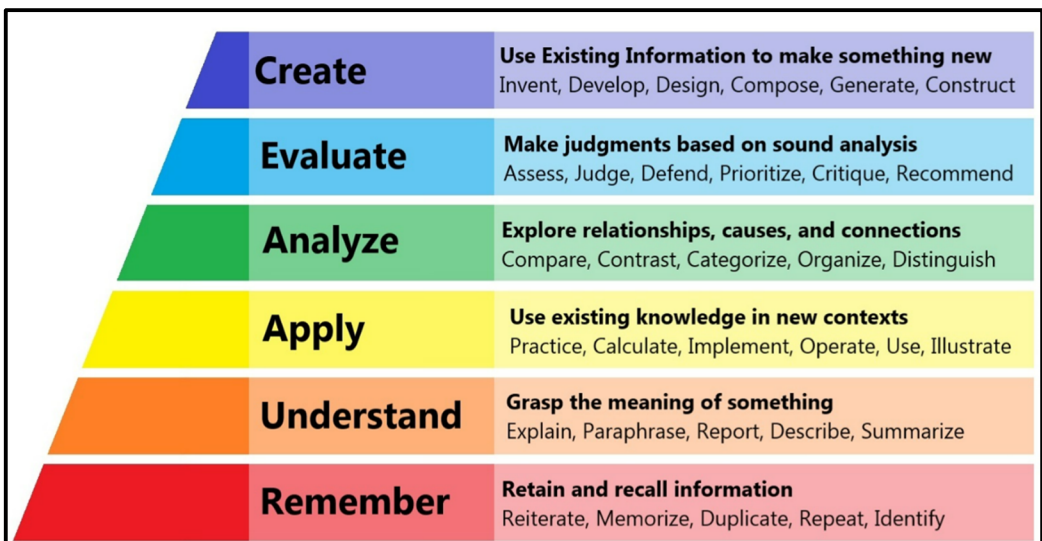 Create
Use Existing Information to make something new
Invent, Develop, Design, Compose, Generate, Construct
Evaluate
Make judgments based on sound analysis
Assess, Judge, Defend, Prioritize, Critique, Recommend
Analyze
Explore relationships, causes, and connections
Compare, Contrast, Categorize, Organize, Distinguish
Apply
Use existing knowledge in new contexts
Practice, Calculate, Implement, Operate, Use, Illustrate
Understand
Grasp the meaning of something
Explain, Paraphrase, Report, Describe, Summarize
Remember
Retain and recall information
Reiterate, Memorize, Duplicate, Repeat, Identify